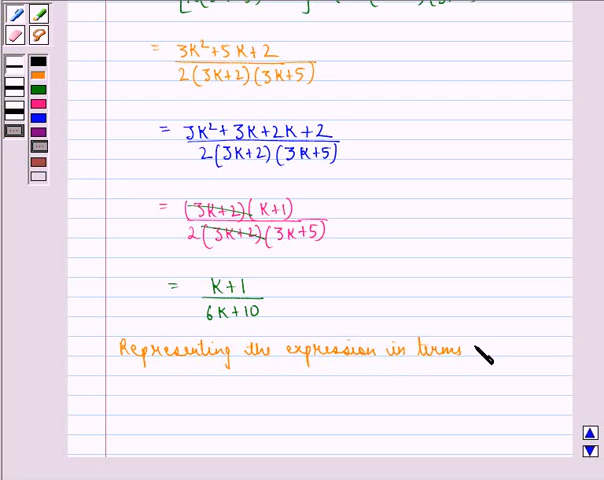 = 3k²+5k+2
2(3k+2)(3k+5)
= 3k²+3k+2k+2
2(3k+2)(3k+5)
= (3k+2)(k+1)
2(3k+2)(3k+5)
= k+1
6k+10
Representing the expression in terms